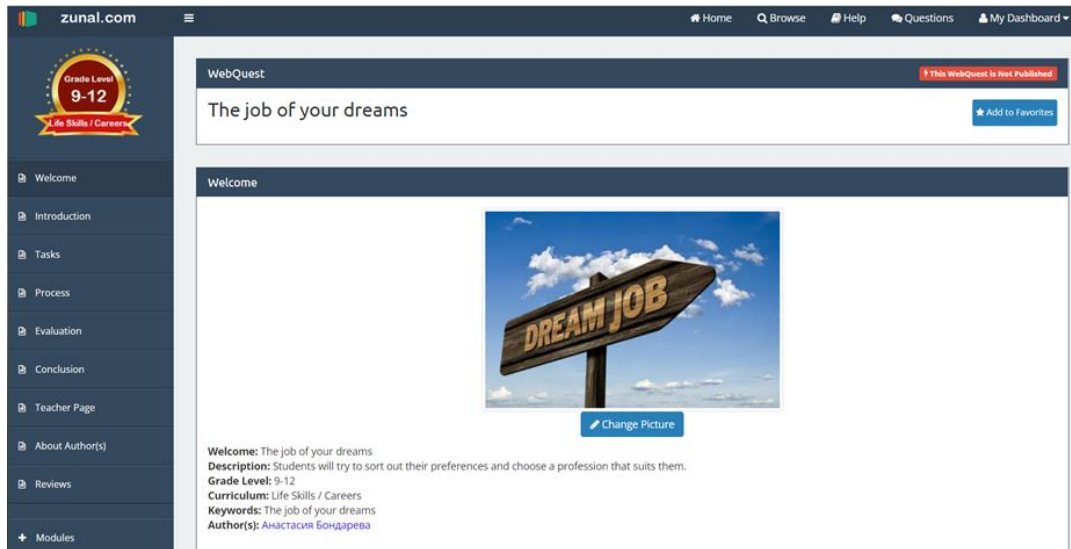 zunal.com
Home
Browse
Help
Questions
My Dashboard
Grade Level
9-12
Life Skills / Careers
WebQuest
This WebQuest is Not Published
The job of your dreams
Add to Favorites
Welcome
Introduction
Tasks
Process
Evaluation
Conclusion
Teacher Page
About Author(s)
Reviews
Modules
Welcome
DREAM JOB
Change Picture
Welcome: The job of your dreams
Description: Students will try to sort out their preferences and choose a profession that suits them.
Grade Level: 9-12
Curriculum: Life Skills / Careers
Keywords: The job of your dreams
Author(s): Анастасия Бондарева